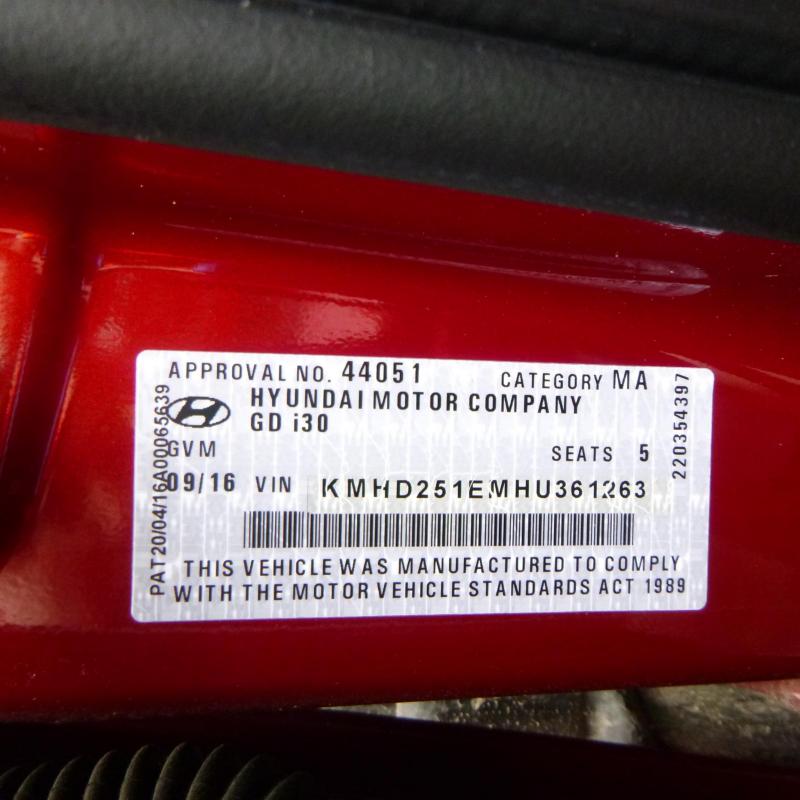 APPROVAL NO. 44051 CATEGORY MA
HYUNDAI MOTOR COMPANY
GD i30
GVM SEATS 5
09/16 VIN KMHD251EMHU361263
THIS VEHICLE WAS MANUFACTURED TO COMPLY
WITH THE MOTOR VEHICLE STANDARDS ACT 1989
PAT20/04/16A00065639
220354397